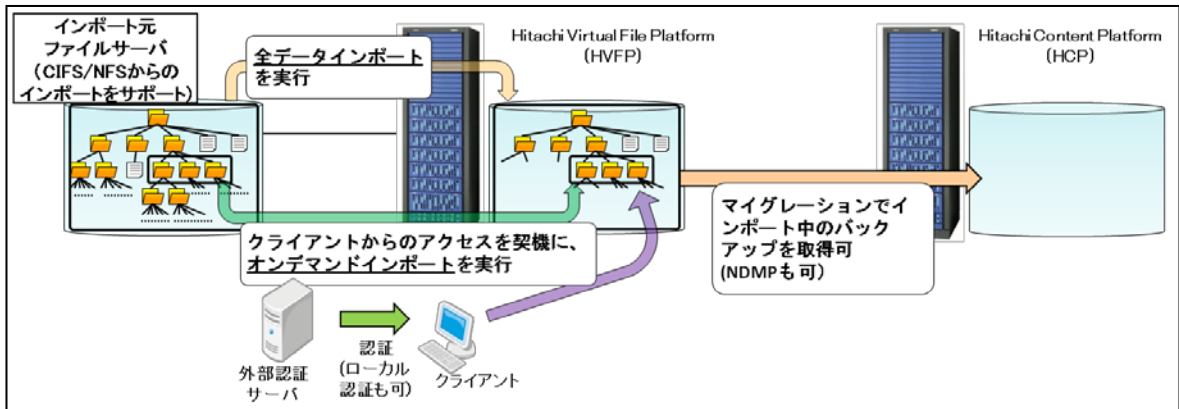 インポート元
ファイルサーバ
(CIFS/NFSからの
インポートをサポート)
全データインポート
を実行
Hitachi Virtual File Platform
(HVFP)
Hitachi Content Platform
(HCP)
クライアントからのアクセスを契機に、
オンデマンドインポートを実行
マイグレーションでイ
ンポート中のバック
アップを取得可
(NDMPも可)
外部認証
サーバ
認証
(ローカル
認証も可)
クライアント